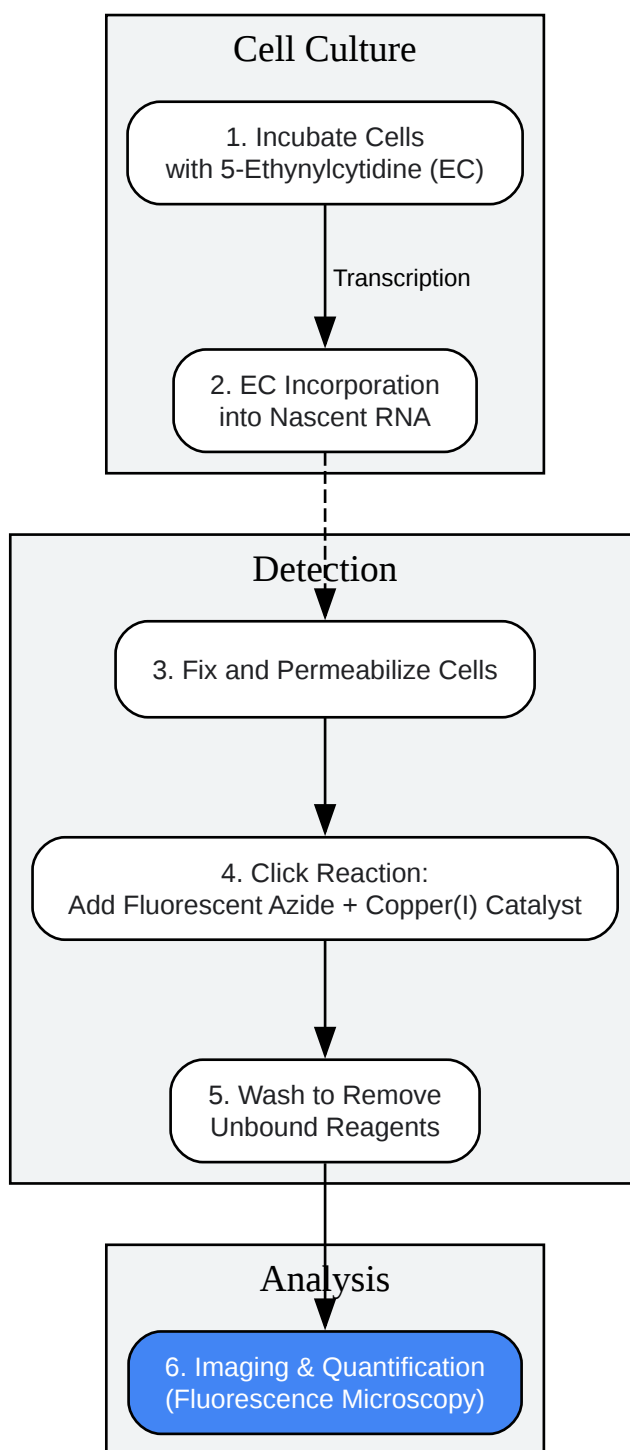 Cell Culture
1. Incubate Cells
with 5-Ethynylcytidine (EC)
Transcription
2. EC Incorporation
into Nascent RNA
Detection
3. Fix and Permeabilize Cells
4. Click Reaction:
Add Fluorescent Azide + Copper(I) Catalyst
5. Wash to Remove
Unbound Reagents
Analysis
6. Imaging & Quantification
(Fluorescence Microscopy)